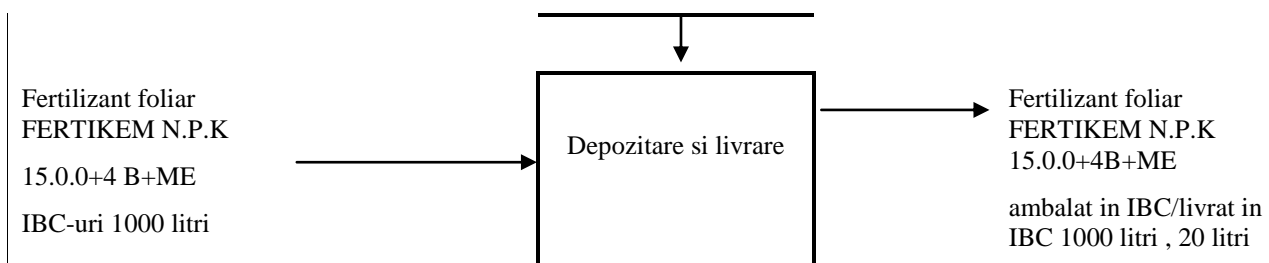 Fertilizant foliar
FERTIKEM N.P.K
15.0.0+4 B+ME
IBC-uri 1000 litri
Depozitare si livrare
Fertilizant foliar
FERTIKEM N.P.K
15.0.0+4B+ME
ambalat in IBC/livrat in
IBC 1000 litri , 20 litri